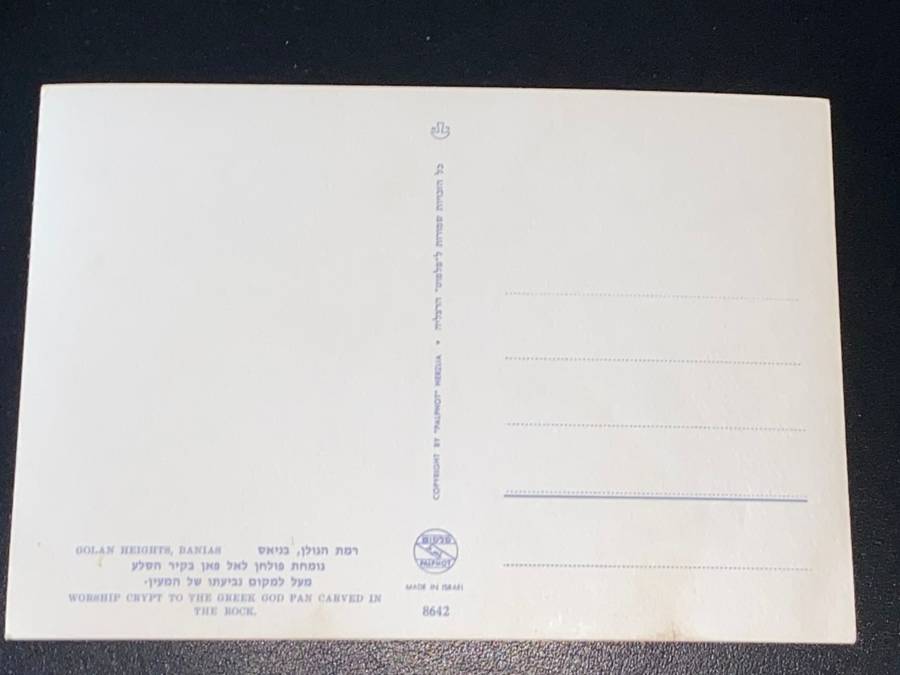 GOLAN HEIGHTS, BANIAS רמת הגולן, בניאס
גומחת פולחן לאל פאן בקיר הסלע
מעל למקום נביעתו של המעין.
WORSHIP CRYPT TO THE GREEK GOD PAN CARVED IN
THE ROCK.
COPYRIGHT BY "PALPHOT" HERZLIA • כל הזכויות שמורות ל"פלפוט" הרצליה
פלפוט
PALPHOT
MADE IN ISRAEL
8642